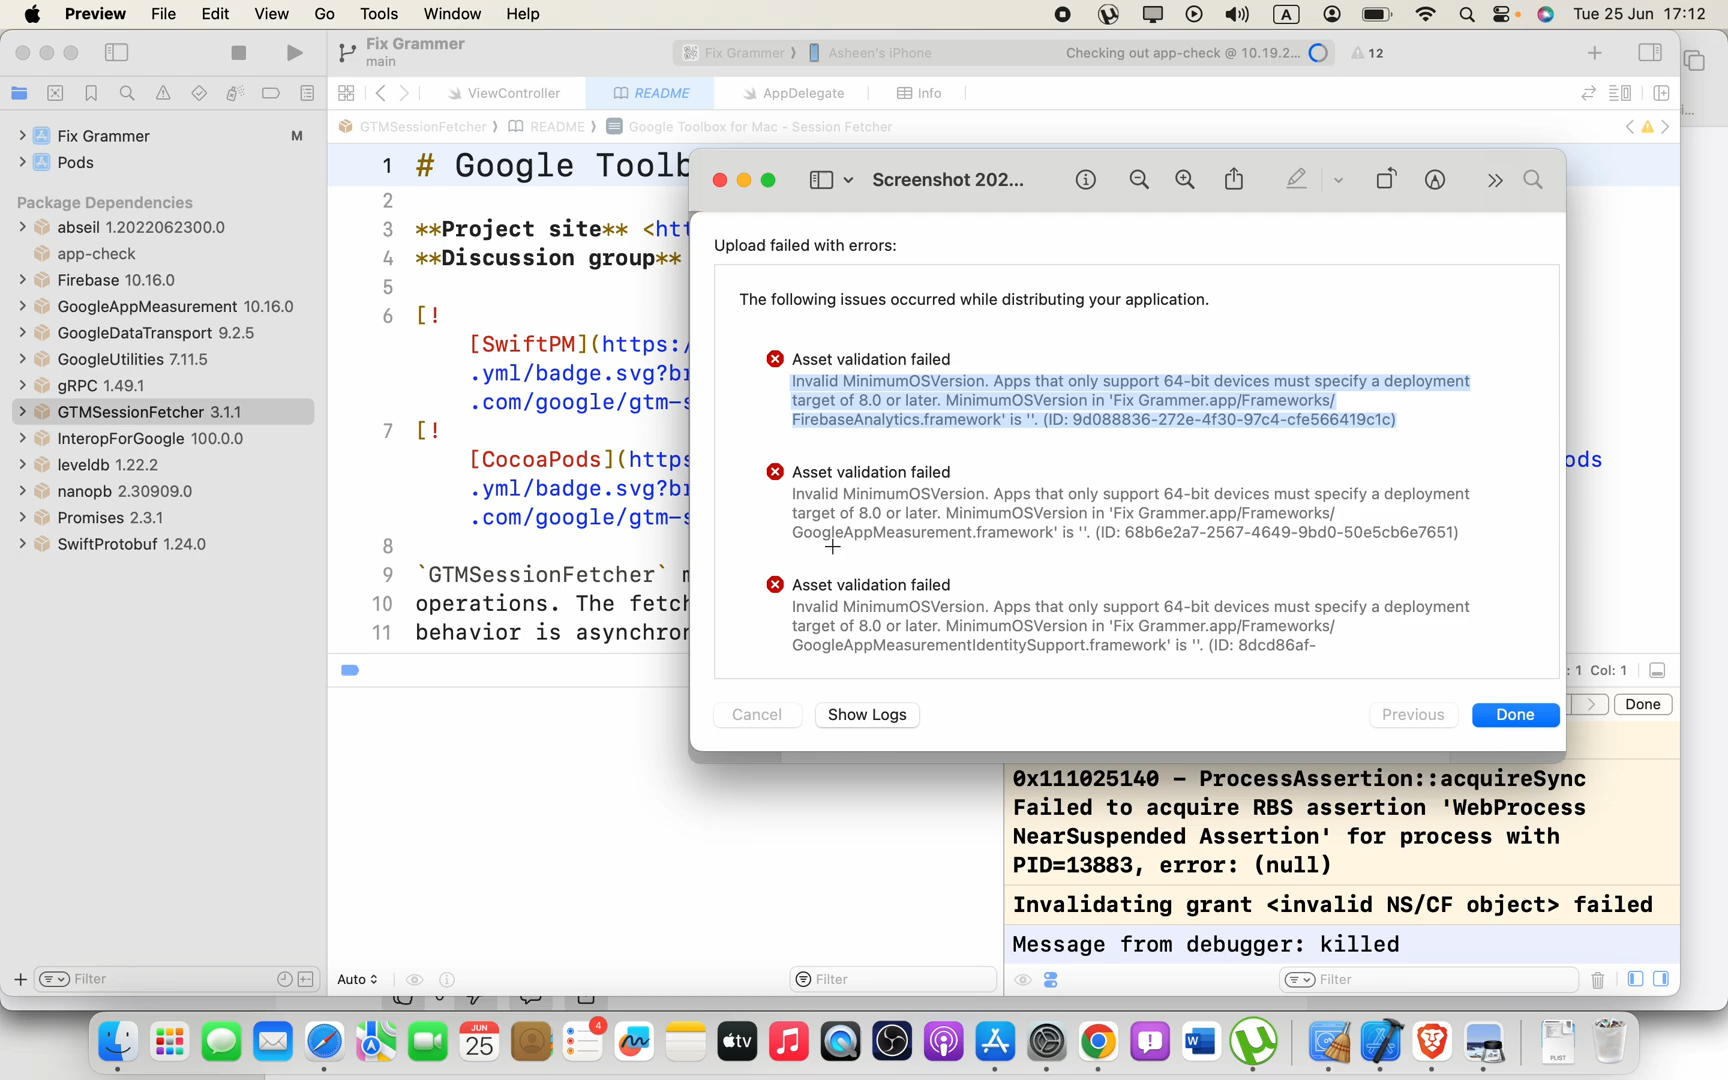 Preview File Edit View Go Tools Window Help
A
Tue 25 Jun 17:12
Fix Grammer
main
Fix Grammer
Asheen's iPhone
Checking out app-check @ 10.19.2...
12
ViewController
README
AppDelegate
Info
GTMSessionFetcher
README
Google Toolbox for Mac - Session Fetcher
Fix Grammer M
Pods
Package Dependencies
abseil 1.2022062300.0
app-check
Firebase 10.16.0
GoogleAppMeasurement 10.16.0
GoogleDataTransport 9.2.5
GoogleUtilities 7.11.5
gRPC 1.49.1
GTMSessionFetcher 3.1.1
InteropForGoogle 100.0.0
leveldb 1.22.2
nanopb 2.30909.0
Promises 2.3.1
SwiftProtobuf 1.24.0
Filter
1 # Google Toolb
2
3 **Project site** <htt
4 **Discussion group**
5
6 [!
[SwiftPM](https:/
.yml/badge.svg?br
.com/google/gtm-s
7 [!
[CocoaPods](https
ods
.yml/badge.svg?br
.com/google/gtm-s
8
9 `GTMSessionFetcher` m
10 operations. The fetch
11 behavior is asynchron
Screenshot 202...
Upload failed with errors:
The following issues occurred while distributing your application.
Asset validation failed
Invalid MinimumOSVersion. Apps that only support 64-bit devices must specify a deployment
target of 8.0 or later. MinimumOSVersion in 'Fix Grammer.app/Frameworks/
FirebaseAnalytics.framework' is ''. (ID: 9d088836-272e-4f30-97c4-cfe566419c1c)
Asset validation failed
Invalid MinimumOSVersion. Apps that only support 64-bit devices must specify a deployment
target of 8.0 or later. MinimumOSVersion in 'Fix Grammer.app/Frameworks/
GoogleAppMeasurement.framework' is ''. (ID: 68b6e2a7-2567-4649-9bd0-50e5cb6e7651)
Asset validation failed
Invalid MinimumOSVersion. Apps that only support 64-bit devices must specify a deployment
target of 8.0 or later. MinimumOSVersion in 'Fix Grammer.app/Frameworks/
GoogleAppMeasurementIdentitySupport.framework' is ''. (ID: 8dcd86af-
Cancel
Show Logs
Previous
Done
: 1 Col: 1
Done
0x111025140 - ProcessAssertion::acquireSync
Failed to acquire RBS assertion 'WebProcess
NearSuspended Assertion' for process with
PID=13883, error: (null)
Invalidating grant <invalid NS/CF object> failed
Message from debugger: killed
Auto
Filter
Filter
JUN
25
4
tv
PLIST